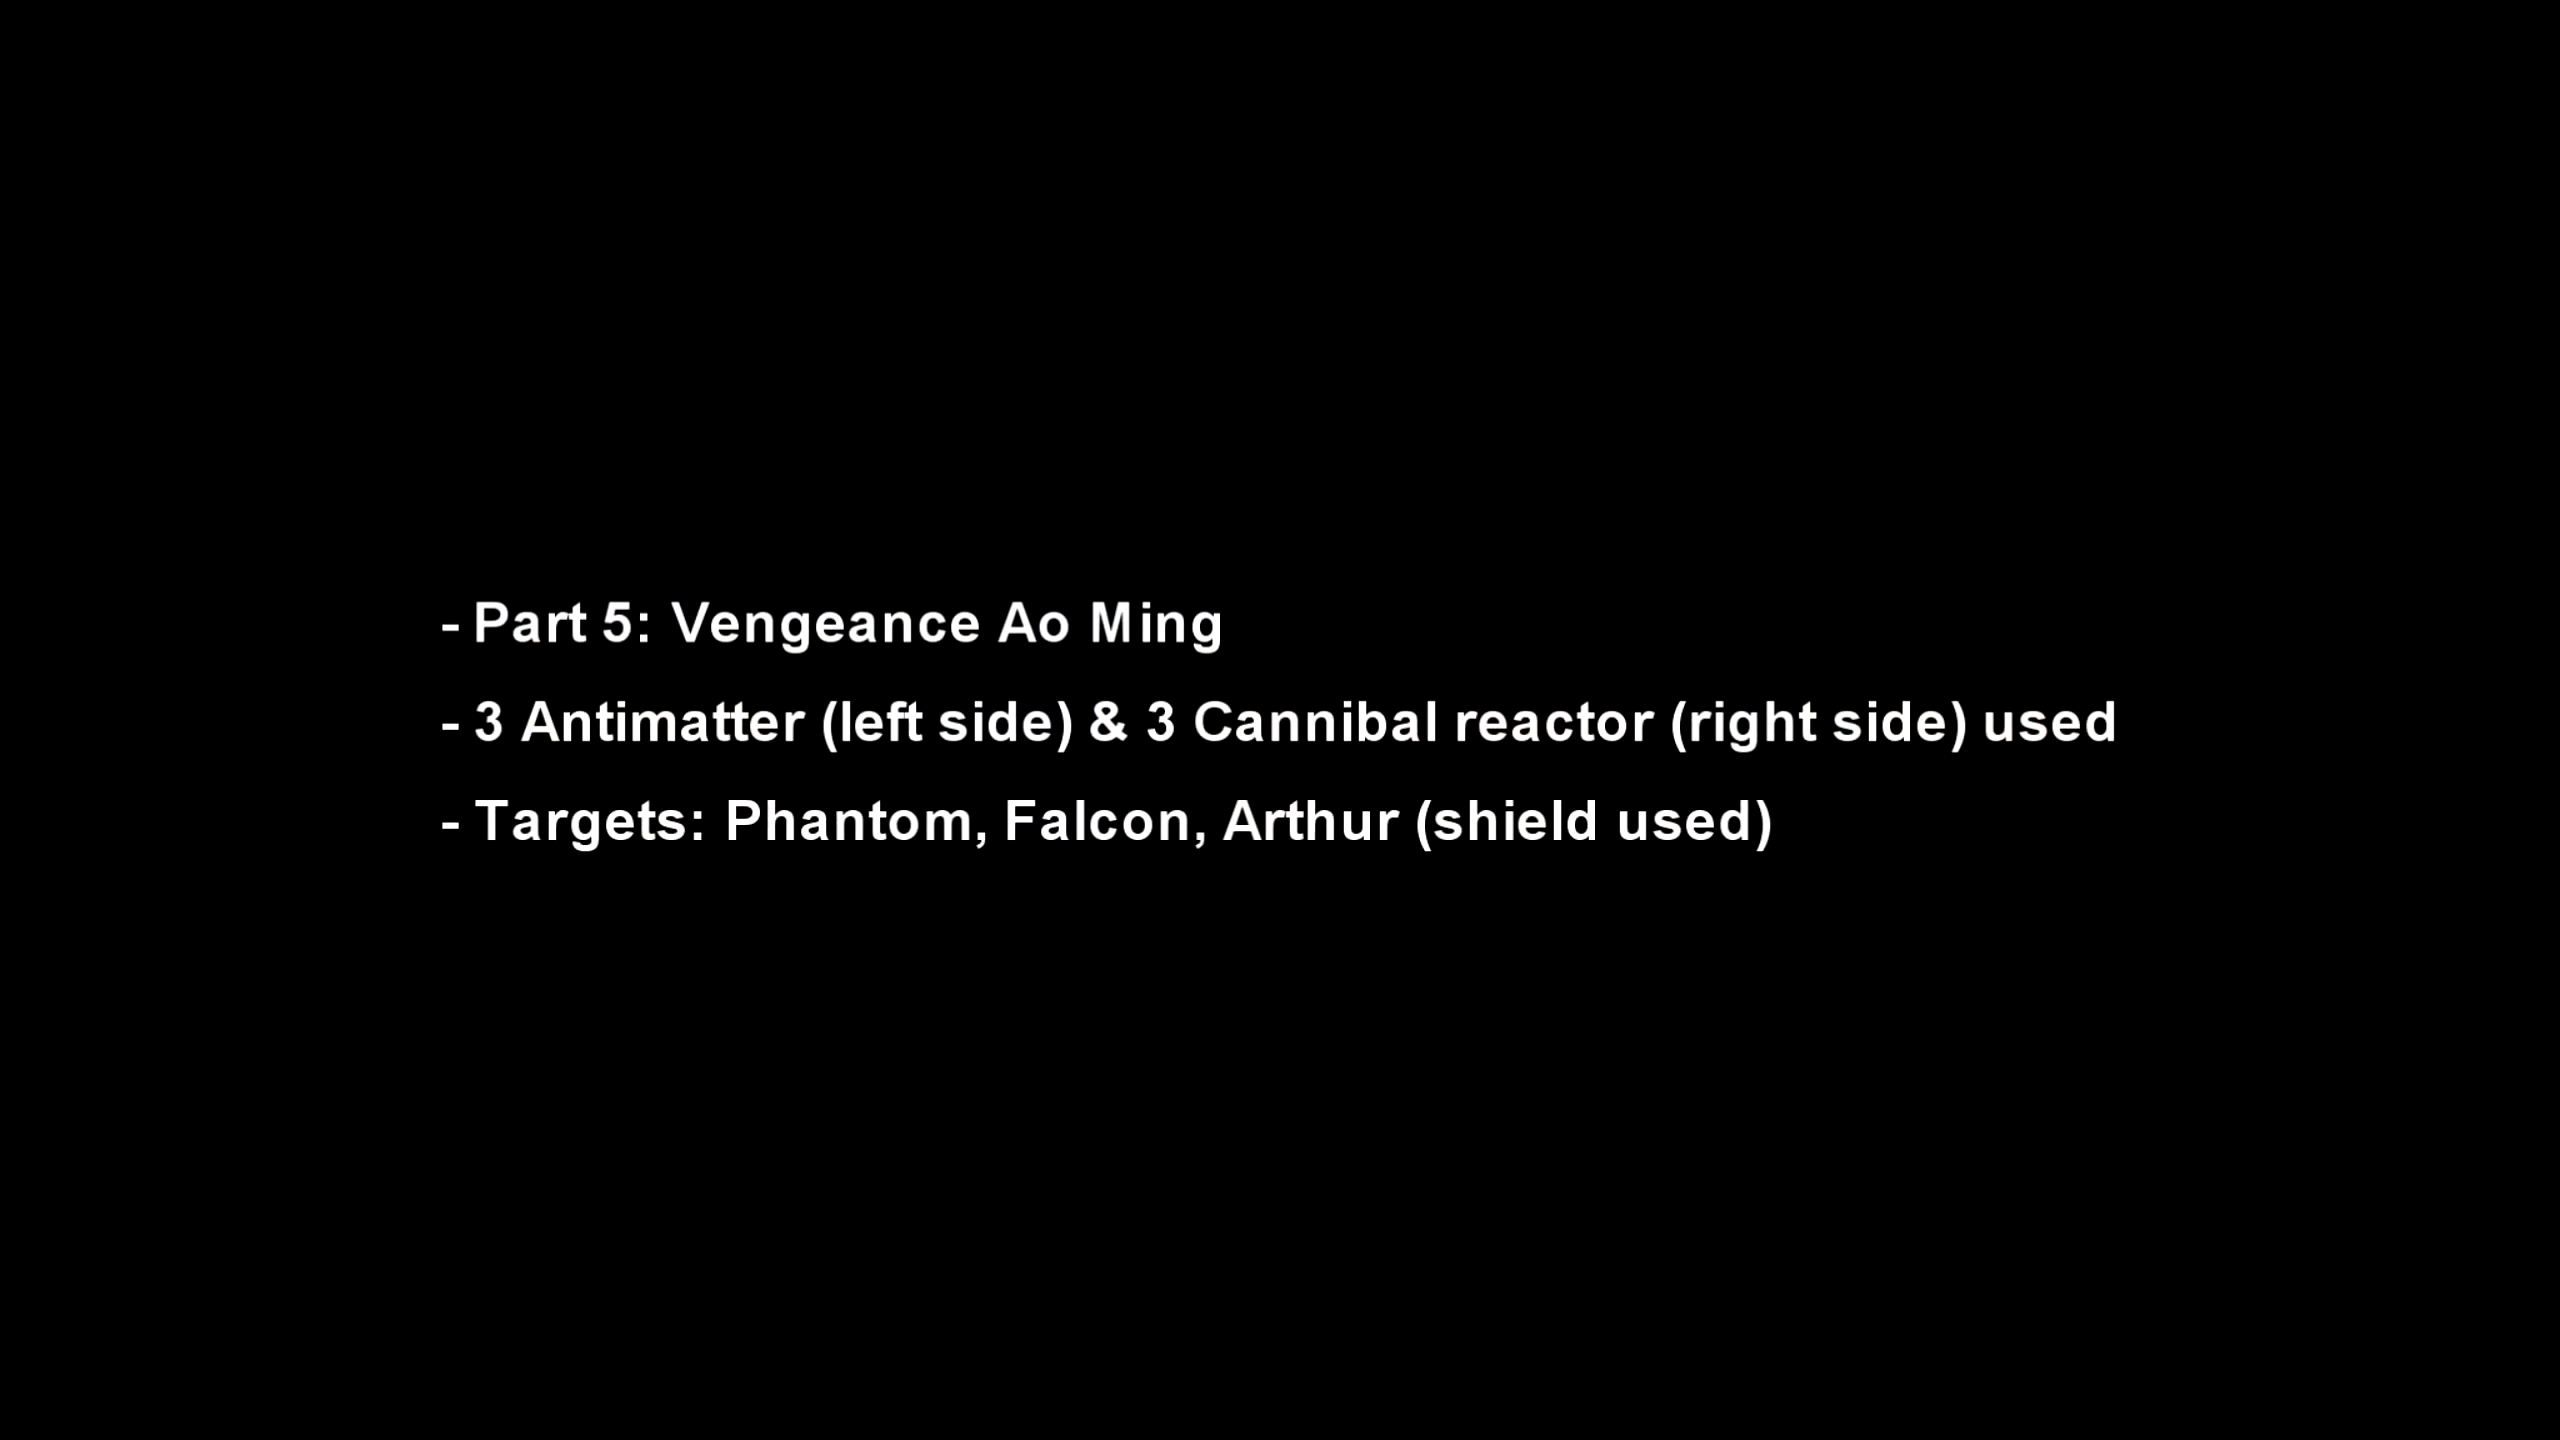 - Part 5: Vengeance Ao Ming
- 3 Antimatter (left side) & 3 Cannibal reactor (right side) used
- Targets: Phantom, Falcon, Arthur (shield used)